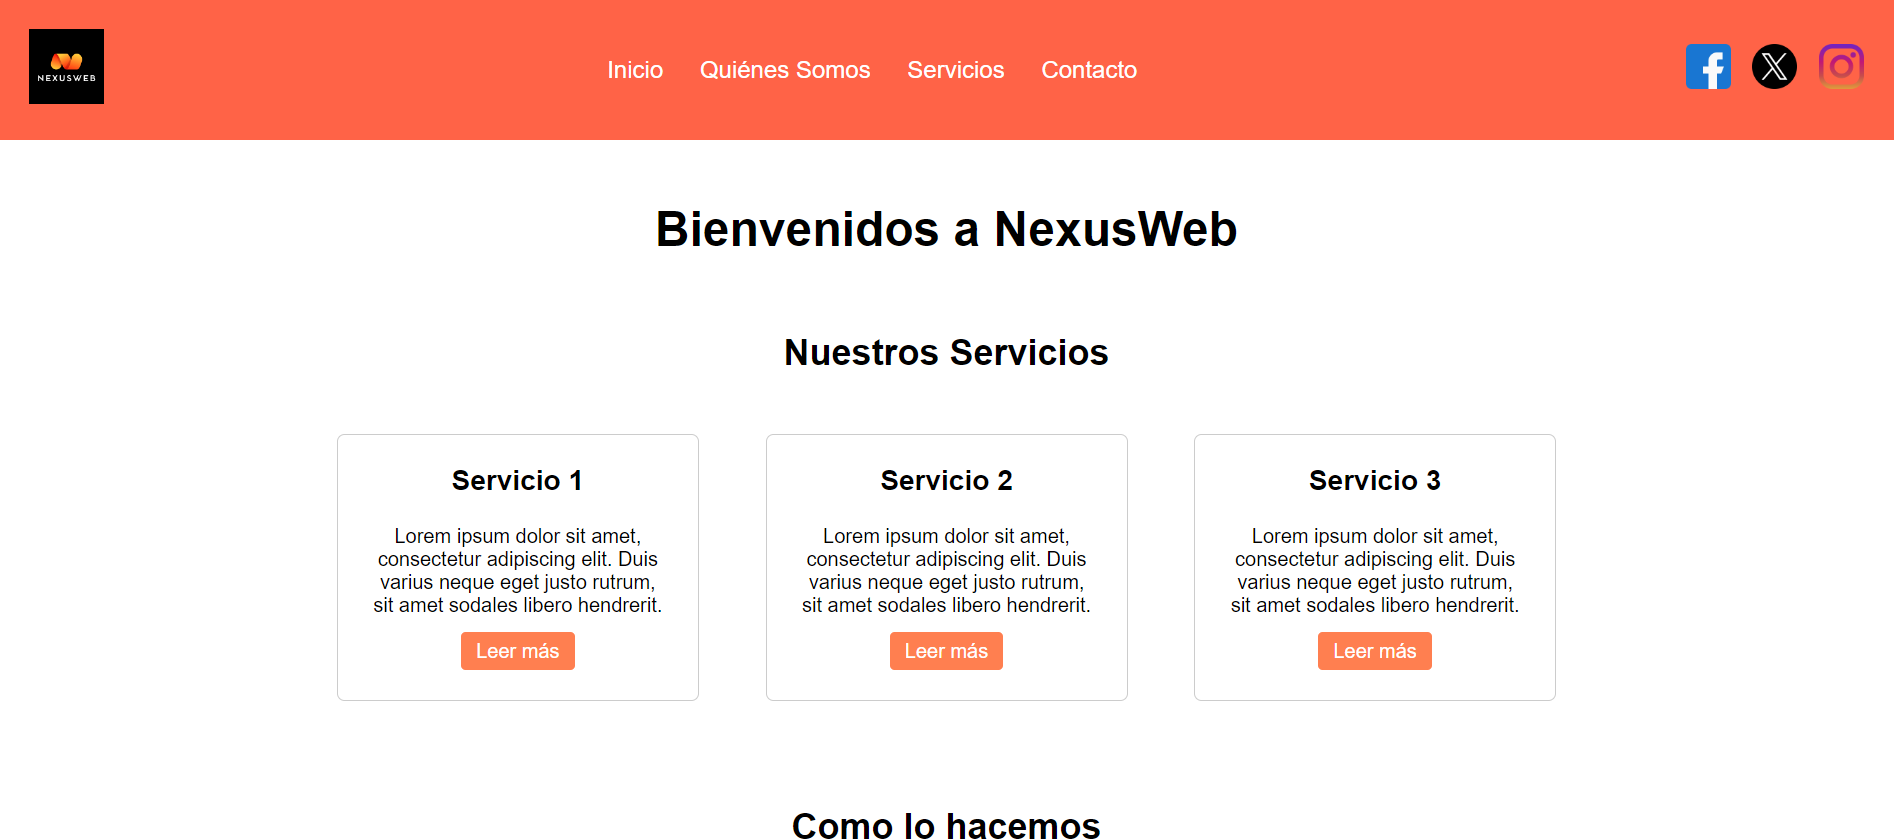 NEXUSWEB
Inicio Quiénes Somos Servicios Contacto
Bienvenidos a NexusWeb
Nuestros Servicios
Servicio 1
Lorem ipsum dolor sit amet,
consectetur adipiscing elit. Duis
varius neque eget justo rutrum,
sit amet sodales libero hendrerit.
Leer más
Servicio 2
Lorem ipsum dolor sit amet,
consectetur adipiscing elit. Duis
varius neque eget justo rutrum,
sit amet sodales libero hendrerit.
Leer más
Servicio 3
Lorem ipsum dolor sit amet,
consectetur adipiscing elit. Duis
varius neque eget justo rutrum,
sit amet sodales libero hendrerit.
Leer más
Como lo hacemos